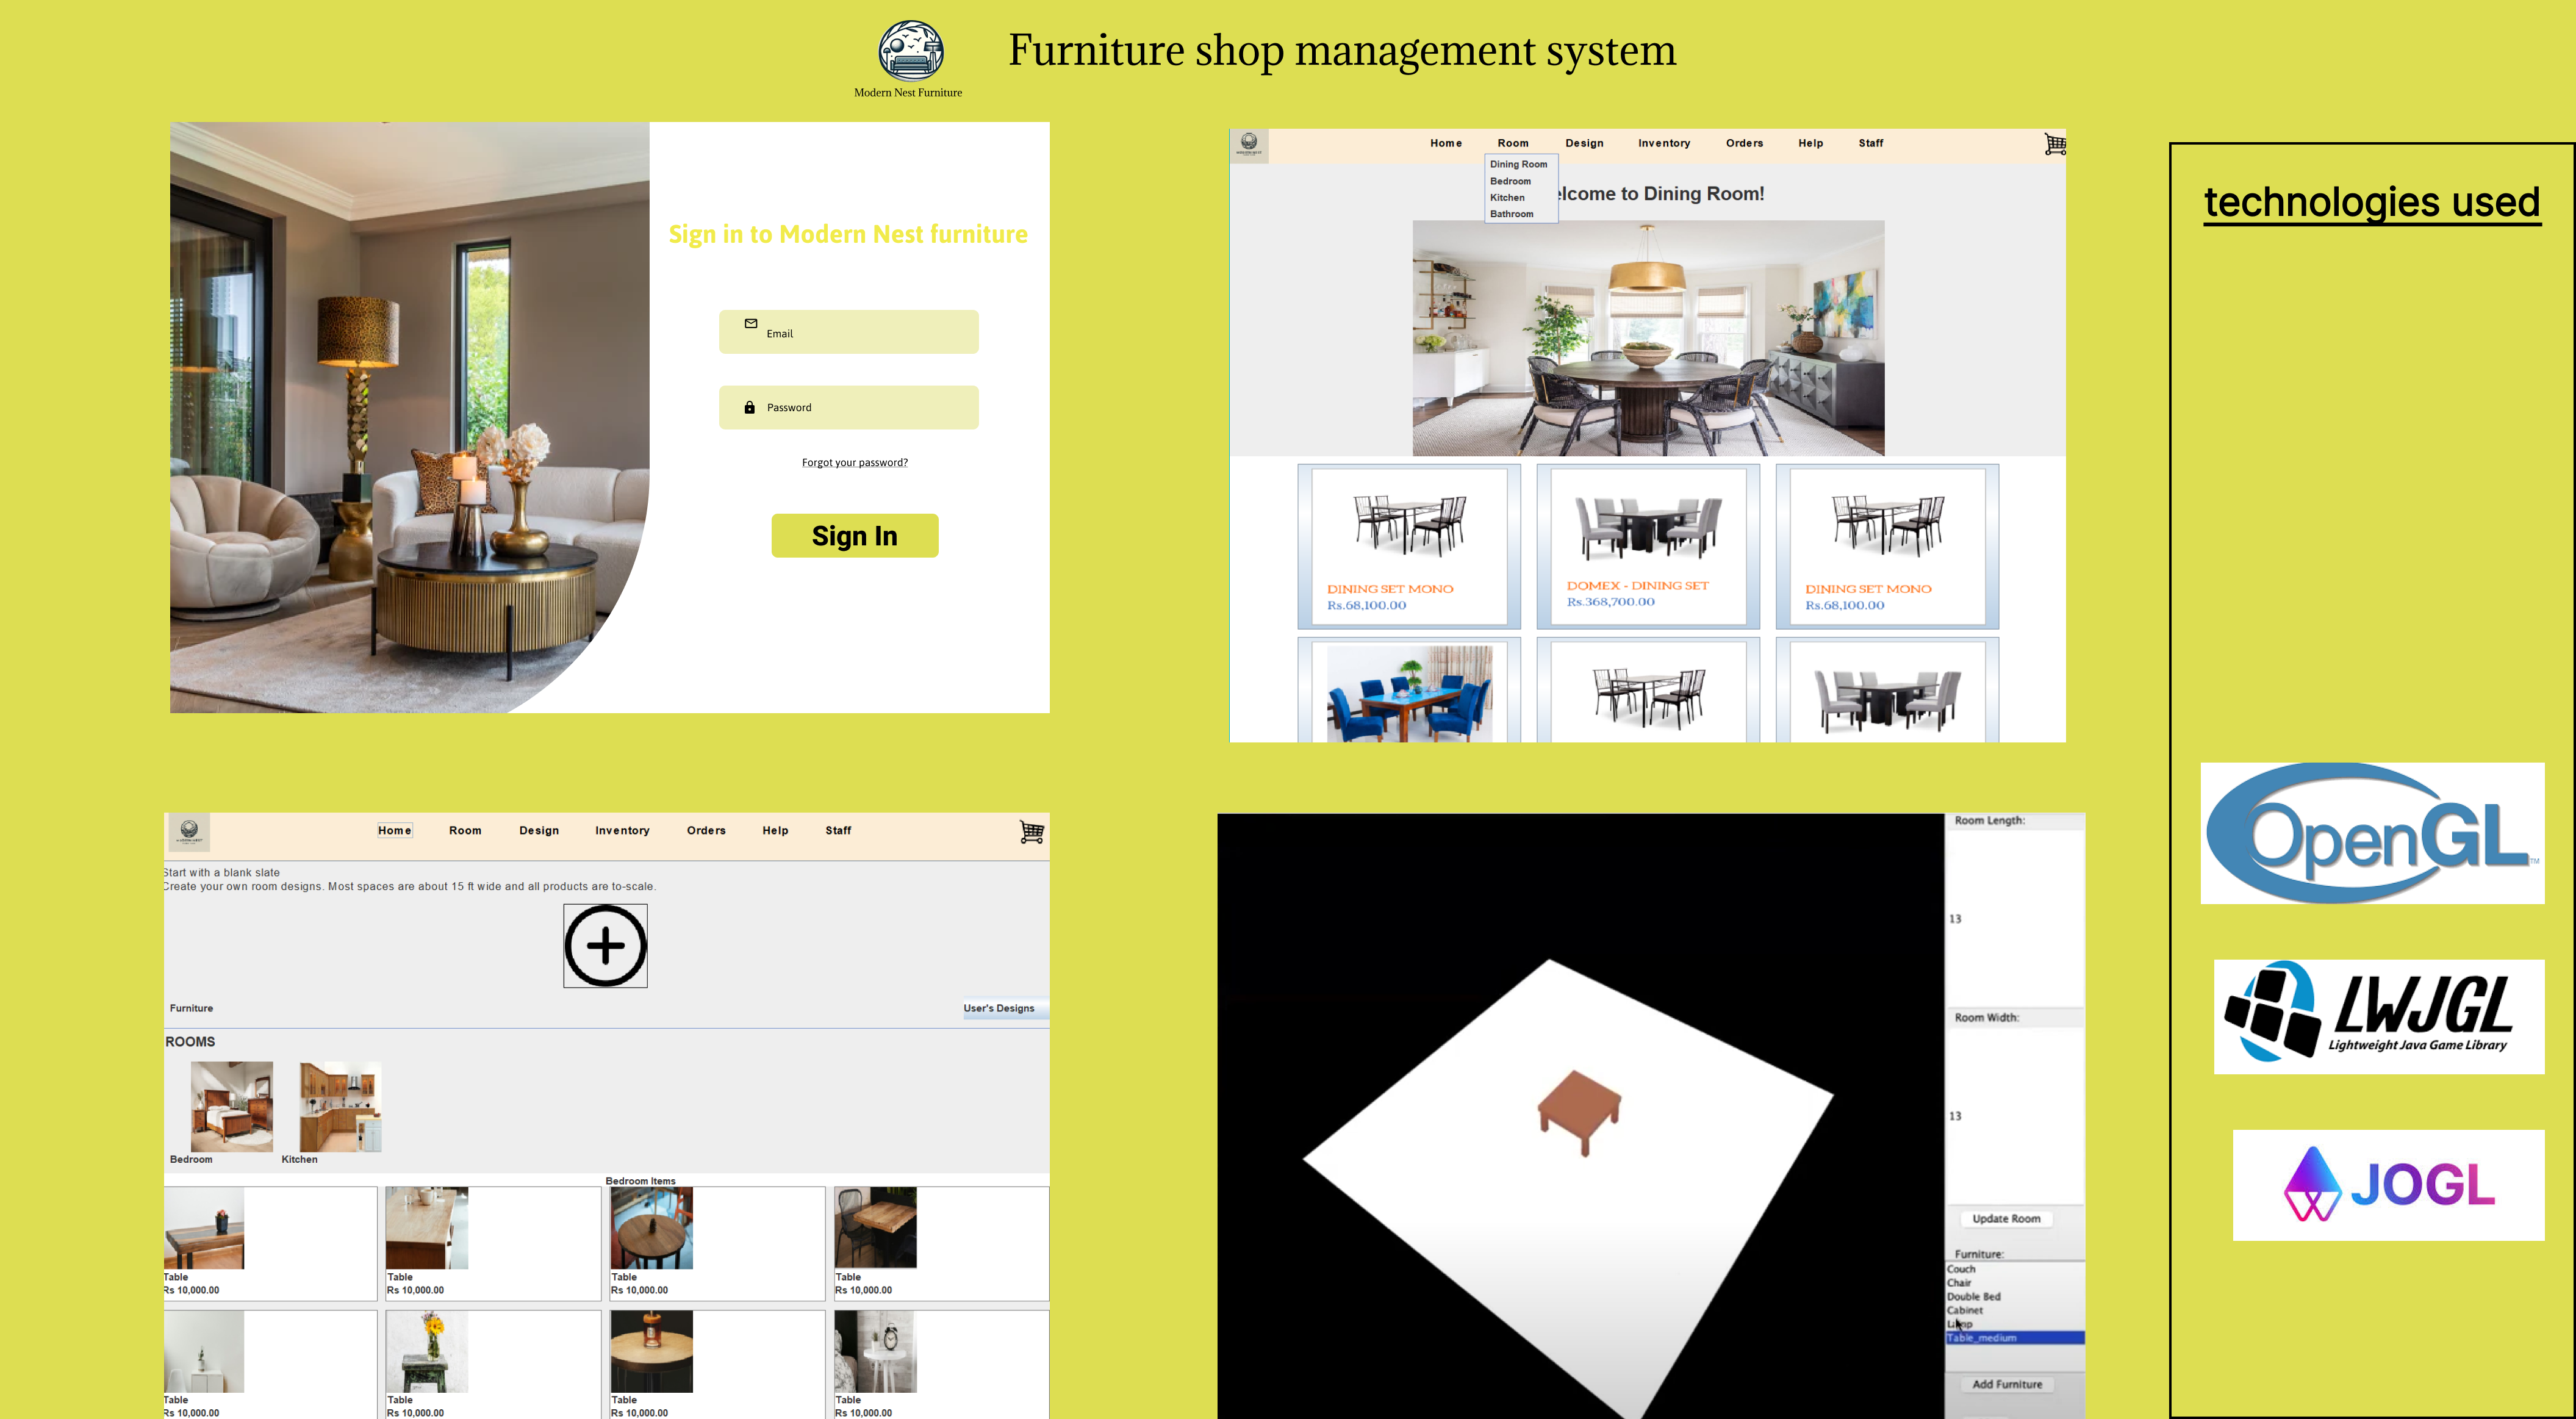 Furniture shop management system
Modern Nest Furniture
Sign in to Modern Nest furniture
Email
Password
Forgot your password?
Sign In
Home Room Design Inventory Orders Help Staff
Dining Room
Bedroom
Kitchen
Bathroom
elcome to Dining Room!
DINING SET MONO
Rs.68,100.00
DOMEX - DINING SET
Rs.368,700.00
DINING SET MONO
Rs.68,100.00
technologies used
OpenGL™
LWJGL
Lightweight Java Game Library
JOGL
Home Room Design Inventory Orders Help Staff
Start with a blank slate
Create your own room designs. Most spaces are about 15 ft wide and all products are to-scale.
Furniture User's Designs
ROOMS
Bedroom Kitchen
Bedroom Items
Table Table Table Table
Rs 10,000.00 Rs 10,000.00 Rs 10,000.00 Rs 10,000.00
Table Table Table Table
Rs 10,000.00 Rs 10,000.00 Rs 10,000.00 Rs 10,000.00
Room Length:
13
Room Width:
13
Update Room
Furniture:
Couch
Chair
Double Bed
Cabinet
Lamp
Table_medium
Add Furniture